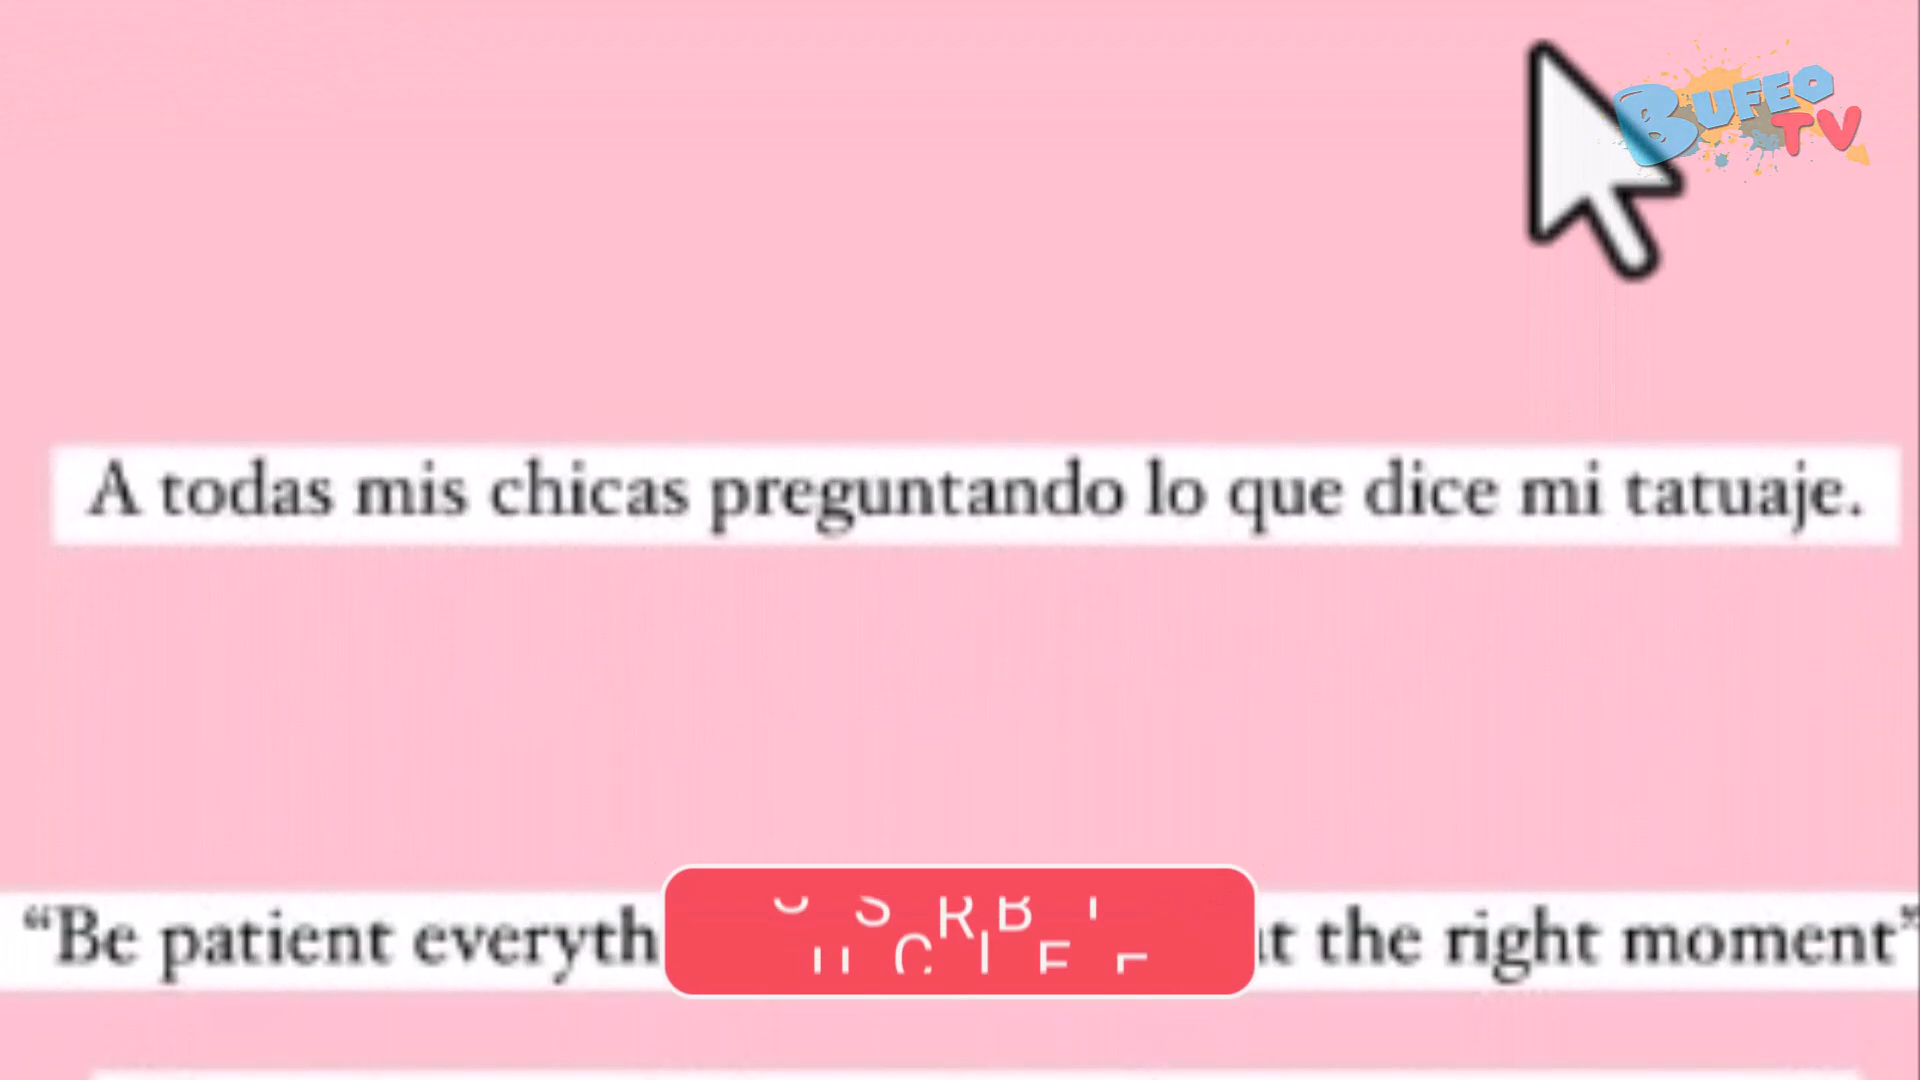 BUFEO
TV
A todas mis chicas preguntando lo que dice mi tatuaje.
“Be patient everyth
the right moment”